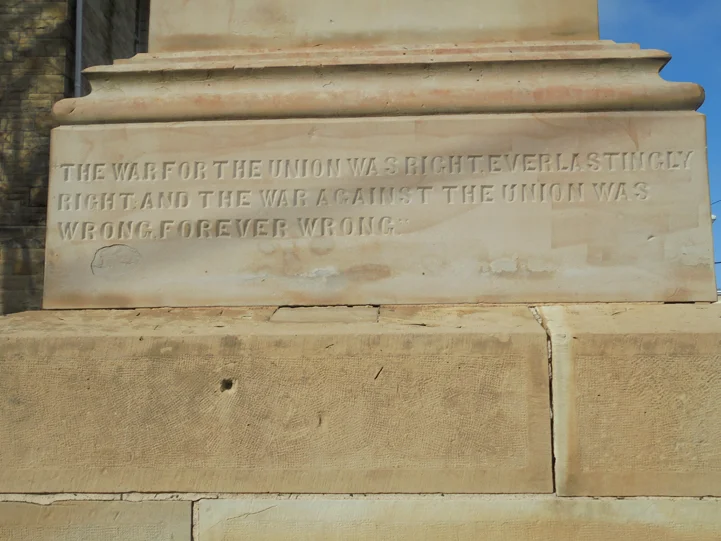 THE WAR FOR THE UNION WAS RIGHT, EVERLASTINGLY
RIGHT, AND THE WAR AGAINST THE UNION WAS
WRONG, FOREVER WRONG."